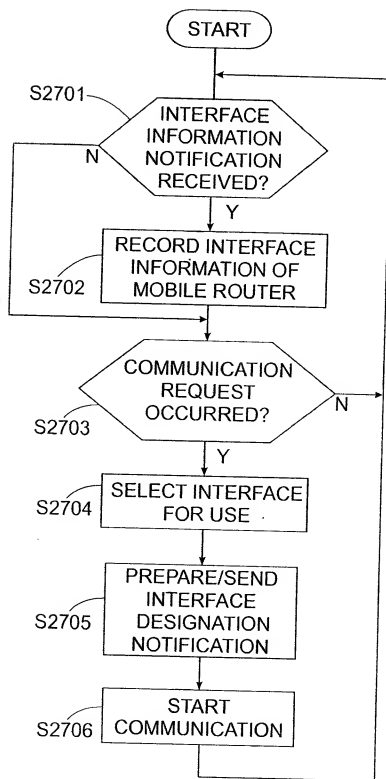 START
S2701
INTERFACE
INFORMATION
NOTIFICATION
RECEIVED?
N
Y
RECORD INTERFACE
INFORMATION OF
MOBILE ROUTER
S2702
COMMUNICATION
REQUEST
OCCURRED?
N
S2703
Y
SELECT INTERFACE
FOR USE
S2704
PREPARE/SEND
INTERFACE
DESIGNATION
NOTIFICATION
S2705
START
COMMUNICATION
S2706